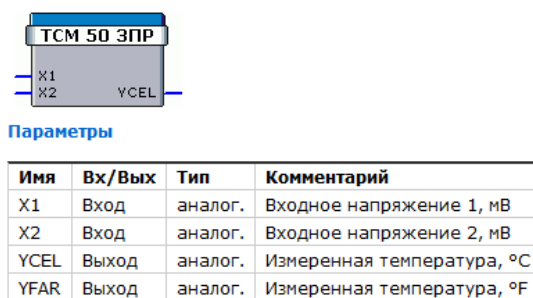 ТСМ 50 3ПР
X1
X2 YCEL
Параметры
Имя Вх/Вых Тип Комментарий
X1 Вход аналог. Входное напряжение 1, мВ
X2 Вход аналог. Входное напряжение 2, мВ
YCEL Выход аналог. Измеренная температура, °C
YFAR Выход аналог. Измеренная температура, °F